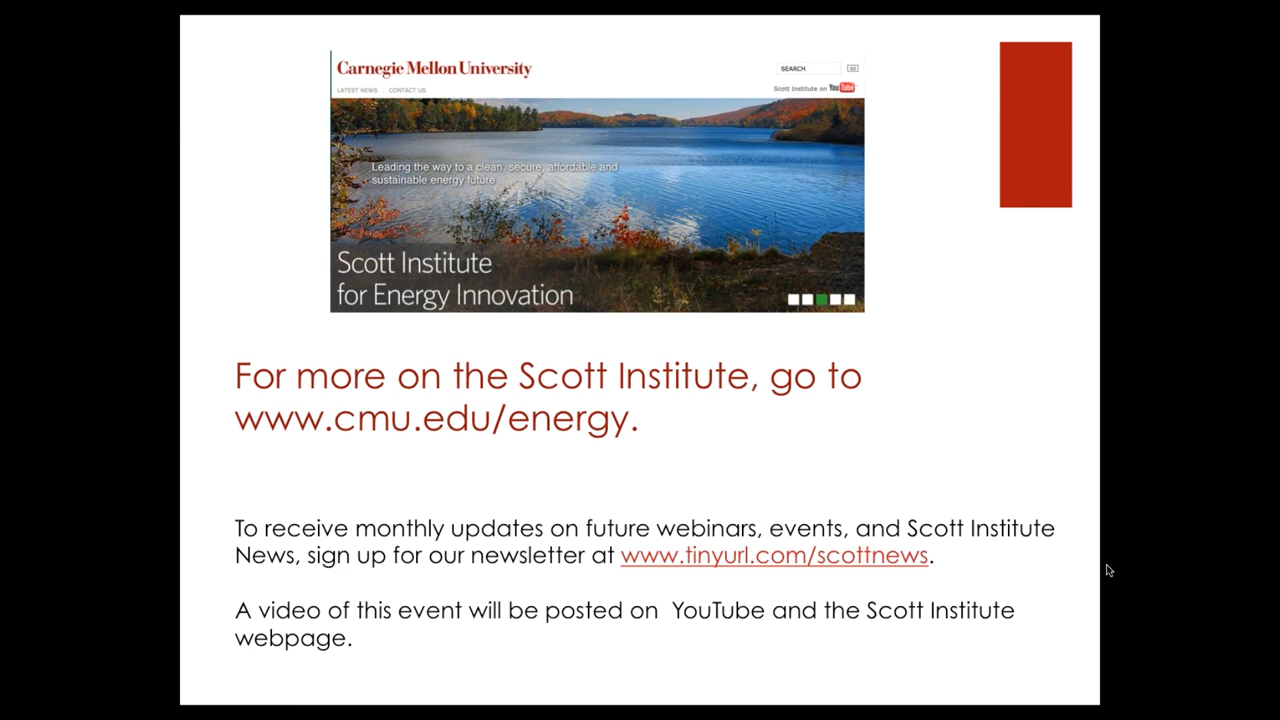 Carnegie Mellon University
SEARCH
GO
LATEST NEWS
CONTACT US
Scott Institute on YouTube
Leading the way to a clean, secure, affordable and
sustainable energy future
Scott Institute
for Energy Innovation
For more on the Scott Institute, go to
www.cmu.edu/energy.
To receive monthly updates on future webinars, events, and Scott Institute
News, sign up for our newsletter at www.tinyurl.com/scottnews.
A video of this event will be posted on YouTube and the Scott Institute
webpage.